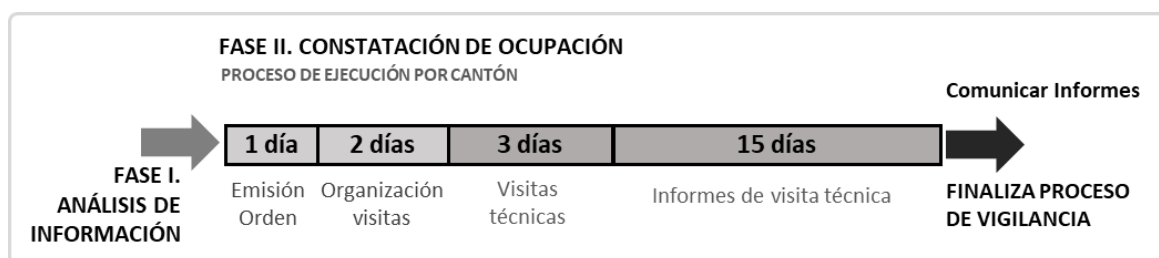 FASE II. CONSTATACIÓN DE OCUPACIÓN
PROCESO DE EJECUCIÓN POR CANTÓN
FASE I.
ANÁLISIS DE
INFORMACIÓN
1 día
2 días
3 días
15 días
Emisión
Orden
Organización
visitas
Visitas
técnicas
Informes de visita técnica
Comunicar Informes
FINALIZA PROCESO
DE VIGILANCIA